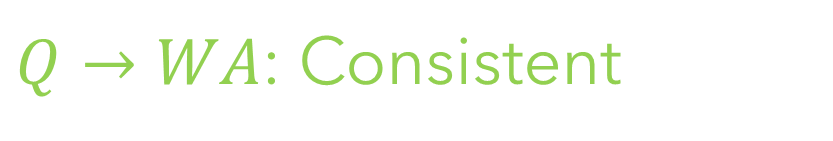 Q → WA: Consistent